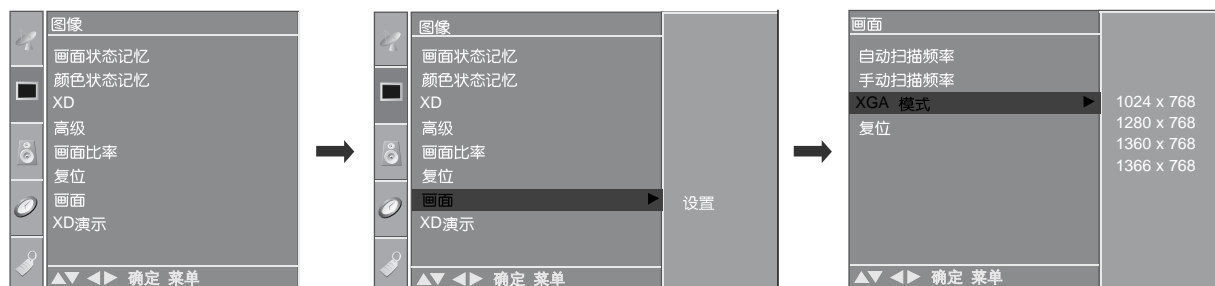 图像
画面状态记忆
颜色状态记忆
XD
高级
画面比率
复位
画面
XD演示
▲▼ ◀▶ 确定 菜单
图像
画面状态记忆
颜色状态记忆
XD
高级
画面比率
复位
画面 ▶
XD演示
设置
▲▼ ◀▶ 确定 菜单
画面
自动扫描频率
手动扫描频率
XGA 模式 ▶
复位
1024 x 768
1280 x 768
1360 x 768
1366 x 768
▲▼ ◀▶ 确定 菜单